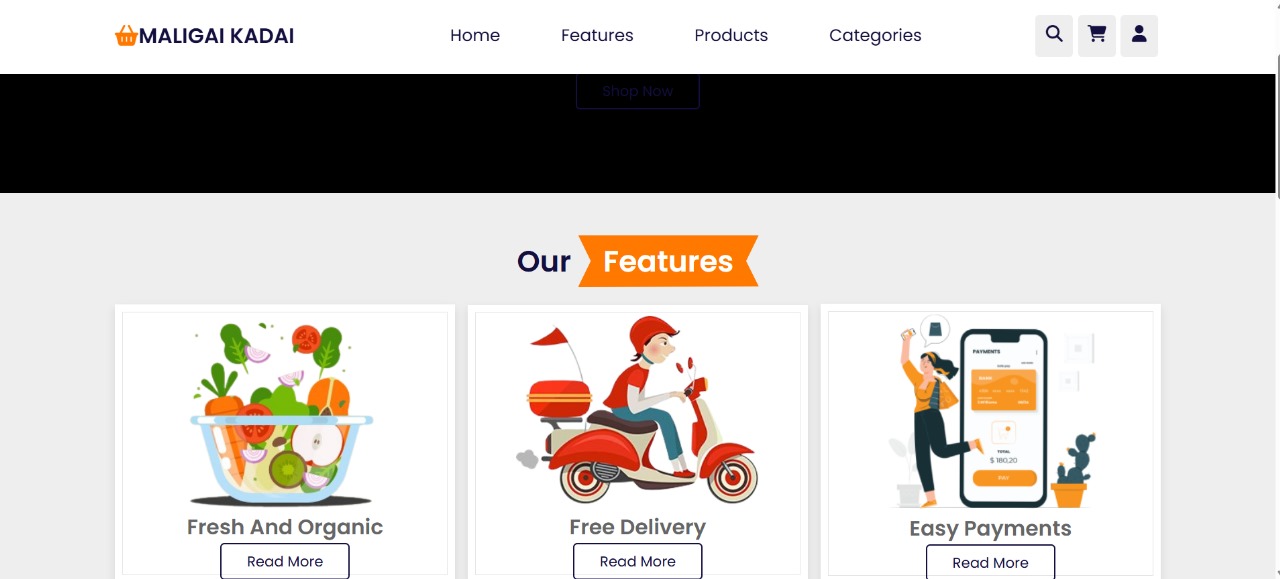 MALIGAI KADAI
Home
Features
Products
Categories
Shop Now
Our Features
PAYMENTS
TOTAL
$ 180,20
PAY
Fresh And Organic
Free Delivery
Easy Payments
Read More
Read More
Read More